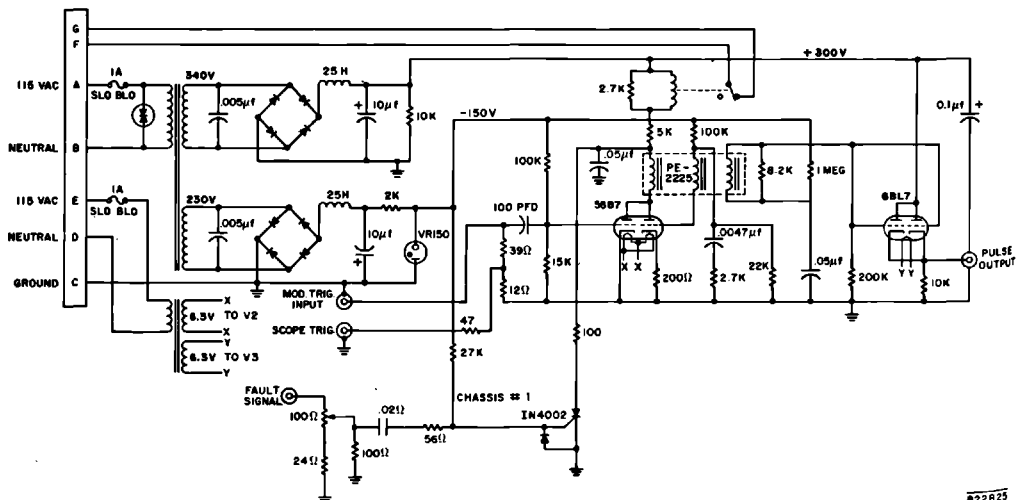 G
F
115 VAC
A
1A
SLO BLO
340V
.005μf
25 H
+
10μf
10K
+300V
2.7K
0.1μf
+
NEUTRAL
B
115 VAC
E
1A
SLO BLO
230V
.005μf
25H
10μf
+
2K
VR150
-150V
100K
5K
100K
.05μf
PE-
2225
8.2K
1 MEG
NEUTRAL
D
GROUND
C
100 PFD
39Ω
12Ω
15K
5687
X X
200Ω
.0047μf
2.7K
22K
.05μf
200K
6BL7
Y Y
10K
PULSE
OUTPUT
MOD. TRIG.
INPUT
SCOPE TRIG.
47
27K
100
X
6.3V TO V2
X
Y
6.3V TO V3
Y
FAULT
SIGNAL
100Ω
24Ω
100Ω
.02Ω
56Ω
CHASSIS # 1
IN4002
822B25